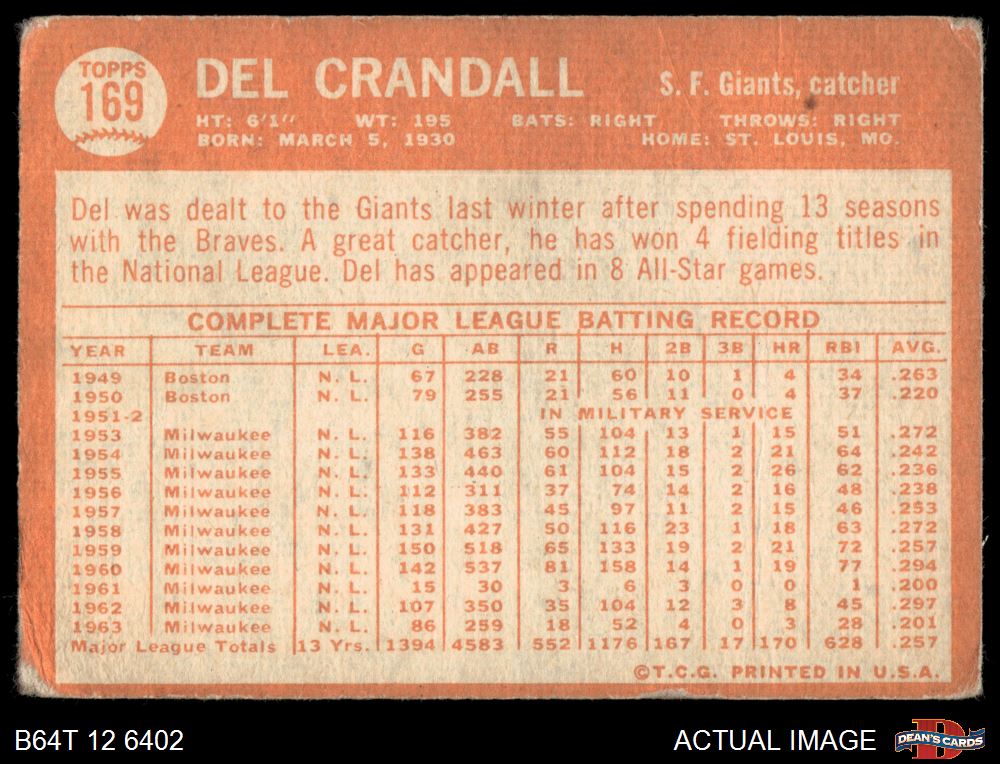 TOPPS
169
DEL CRANDALL
S. F. Giants, catcher
HT: 6'1" WT: 195 BATS: RIGHT THROWS: RIGHT
BORN: MARCH 5, 1930 HOME: ST. LOUIS, MO.
Del was dealt to the Giants last winter after spending 13 seasons
with the Braves. A great catcher, he has won 4 fielding titles in
the National League. Del has appeared in 8 All-Star games.
COMPLETE MAJOR LEAGUE BATTING RECORD
YEAR TEAM LEA. G AB R H 2B 3B HR RBI AVG.
1949 Boston N. L. 67 228 21 60 10 1 4 34 .263
1950 Boston N. L. 79 255 21 56 11 0 4 37 .220
1951-2 IN MILITARY SERVICE
1953 Milwaukee N. L. 116 382 55 104 13 1 15 51 .272
1954 Milwaukee N. L. 138 463 60 112 18 2 21 64 .242
1955 Milwaukee N. L. 133 440 61 104 15 2 26 62 .236
1956 Milwaukee N. L. 112 311 37 74 14 2 16 48 .238
1957 Milwaukee N. L. 118 383 45 97 11 2 15 46 .253
1958 Milwaukee N. L. 131 427 50 116 23 1 18 63 .272
1959 Milwaukee N. L. 150 518 65 133 19 2 21 72 .257
1960 Milwaukee N. L. 142 537 81 158 14 1 19 77 .294
1961 Milwaukee N. L. 15 30 3 6 3 0 0 1 .200
1962 Milwaukee N. L. 107 350 35 104 12 3 8 45 .297
1963 Milwaukee N. L. 86 259 18 52 4 0 3 28 .201
Major League Totals 13 Yrs. 1394 4583 552 1176 167 17 170 628 .257
©T.C.G. PRINTED IN U.S.A.
B64T 12 6402
ACTUAL IMAGE
D
DEAN'S CARDS